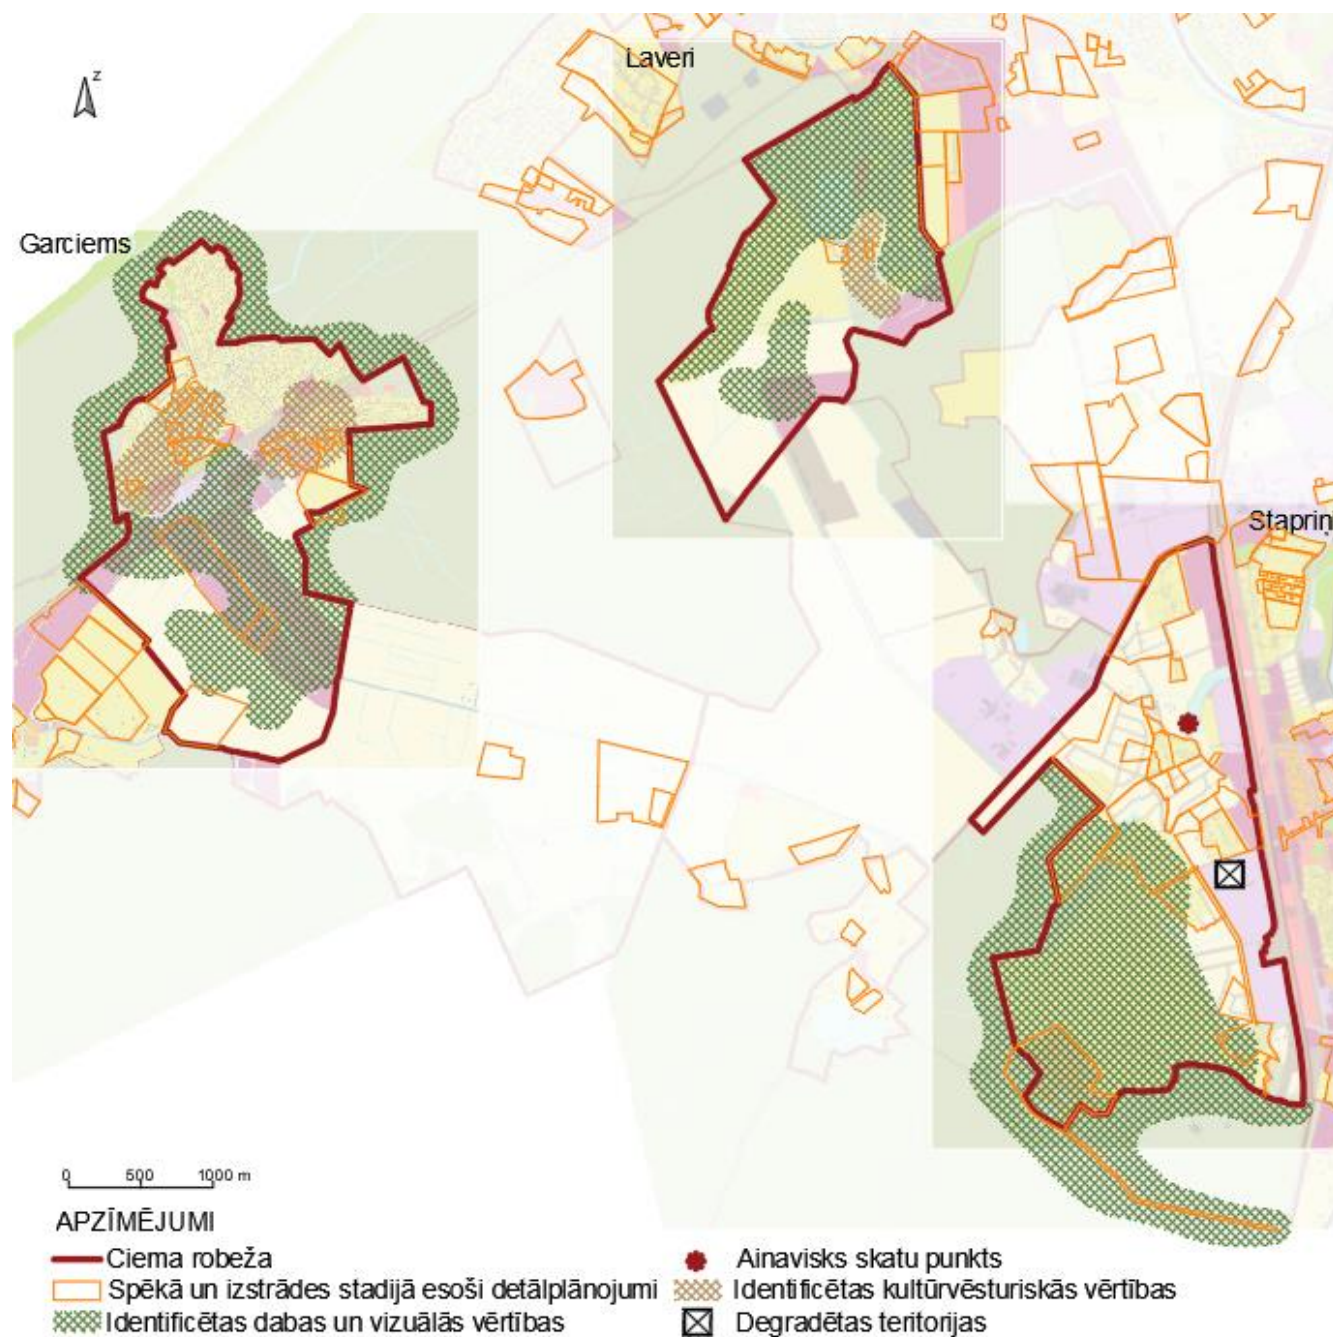 Laveri
z
Garciems
Stapriņ
0 500 1000 m
APZĪMĒJUMI
Ciema robeža
Spēkā un izstrādes stadijā esoši detālplānojumi
Identificētas dabas un vizuālās vērtības
Ainavisks skatu punkts
Identificētas kultūrvēsturiskās vērtības
Degradētas teritorijas